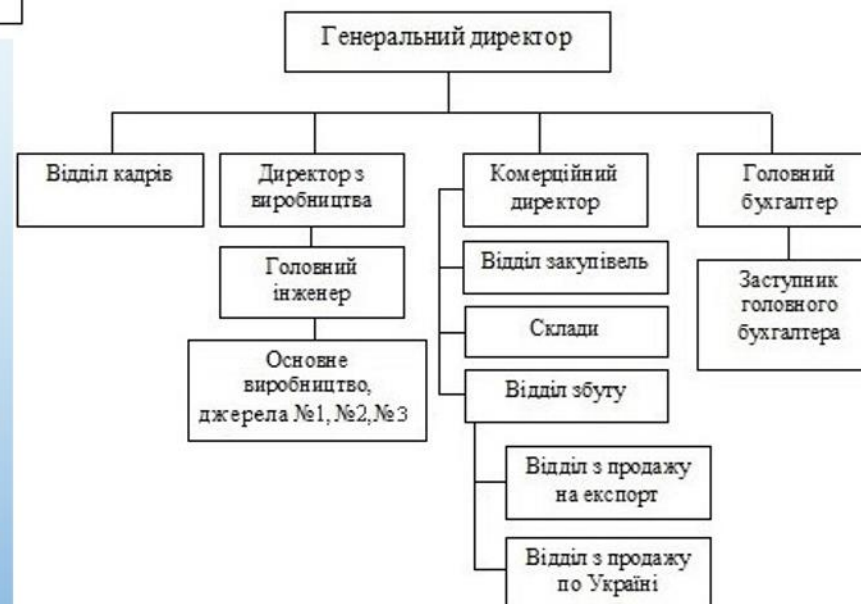 Генеральний директор
Відділ кадрів
Директор з
виробництва
Комерційний
директор
Головний
бухгалтер
Головний
інженер
Відділ закупівель
Заступник
головного
бухгалтера
Склади
Основне
виробництво,
джерела №1,№2,№3
Відділ збуту
Відділ з продажу
на експорт
Відділ з продажу
по Україні